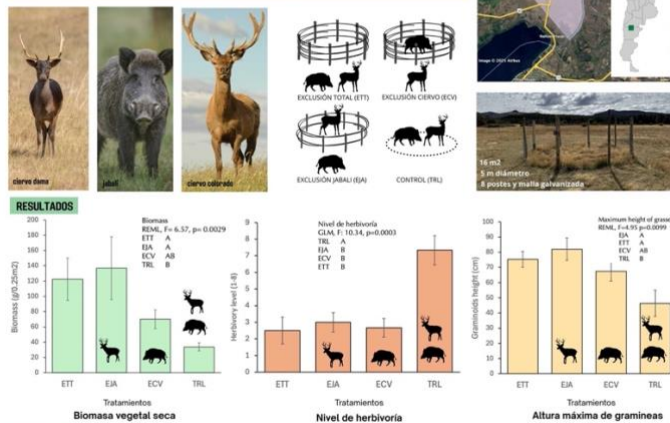 ciervo dama
jabalí
ciervo colorado
EXCLUSIÓN TOTAL (ETT)
EXCLUSIÓN CIERVO (ECV)
EXCLUSIÓN JABALÍ (EJA)
CONTROL (TRL)
16 m2
5 m diámetro
8 postes y malla galvanizada
RESULTADOS
Biomass
REML, F= 6.57, p= 0.0029
ETT A
EJA A
ECV AB
TRL B
Biomass (g/0.25m2)
200
180
160
140
120
100
80
60
40
20
0
ETT EJA ECV TRL
Tratamientos
Biomasa vegetal seca
Nivel de herbivoría
GLM, F: 10.34, p=0.0003
TRL A
EJA B
ECV B
ETT B
Herbivory level (1-8)
9
8
7
6
5
4
3
2
1
0
ETT EJA ECV TRL
Tratamientos
Nivel de herbivoría
Maximum height of grasse
REML, F=4.95 p=0.0099
EJA A
ETT A
ECV AB
TRL B
Graminoids height (cm)
100
90
80
70
60
50
40
30
20
10
0
ETT EJA ECV TRL
Tratamientos
Altura máxima de gramineas